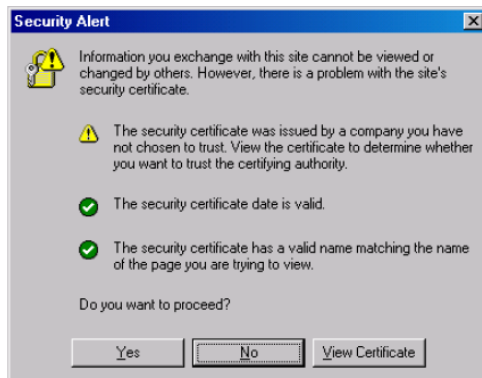 Security Alert
Information you exchange with this site cannot be viewed or
changed by others. However, there is a problem with the site's
security certificate.
The security certificate was issued by a company you have
not chosen to trust. View the certificate to determine whether
you want to trust the certifying authority.
The security certificate date is valid.
The security certificate has a valid name matching the name
of the page you are trying to view.
Do you want to proceed?
Yes No View Certificate